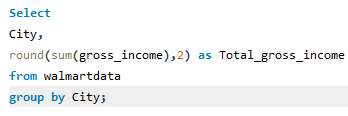 Select
City,
round(sum(gross_income),2) as Total_gross_income
from walmartdata
group by City;